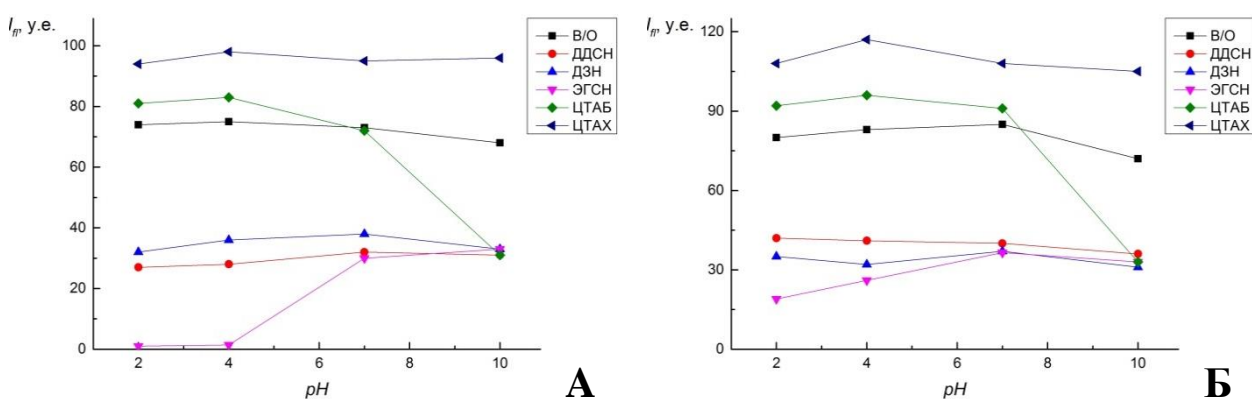 I_fl, у.е.
100
80
60
40
20
0
2 4 6 8 10
pH
В/О
ДДСН
ДЗН
ЭГСН
ЦТАБ
ЦТАХ
А
I_fl, у.е.
120
90
60
30
0
2 4 6 8 10
pH
В/О
ДДСН
ДЗН
ЭГСН
ЦТАБ
ЦТАХ
Б